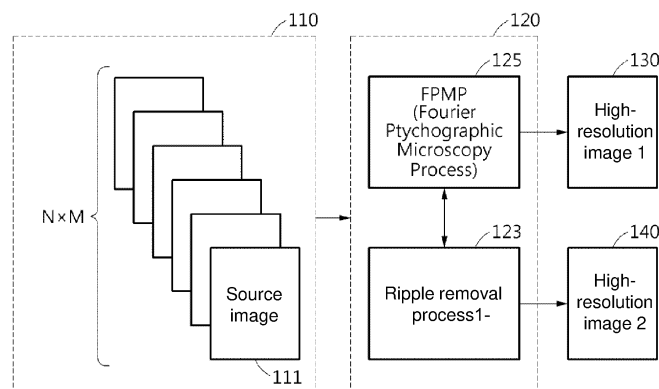 110
120
125
130
FPMP
(Fourier
Ptychographic
Microscopy
Process)
High-
resolution
image 1
N×M
123
140
Source
image
Ripple removal
process1-
High-
resolution
image 2
111